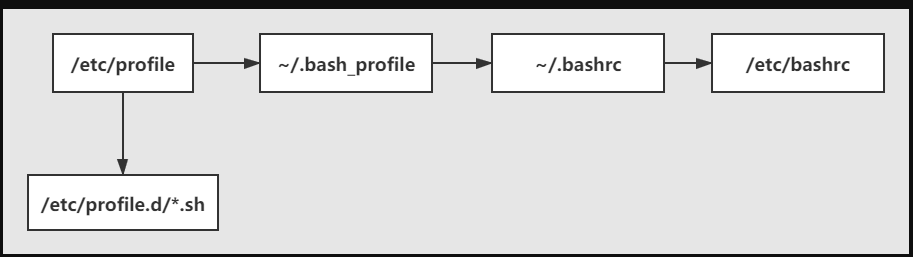 /etc/profile
~/.bash_profile
~/.bashrc
/etc/bashrc
/etc/profile.d/*.sh